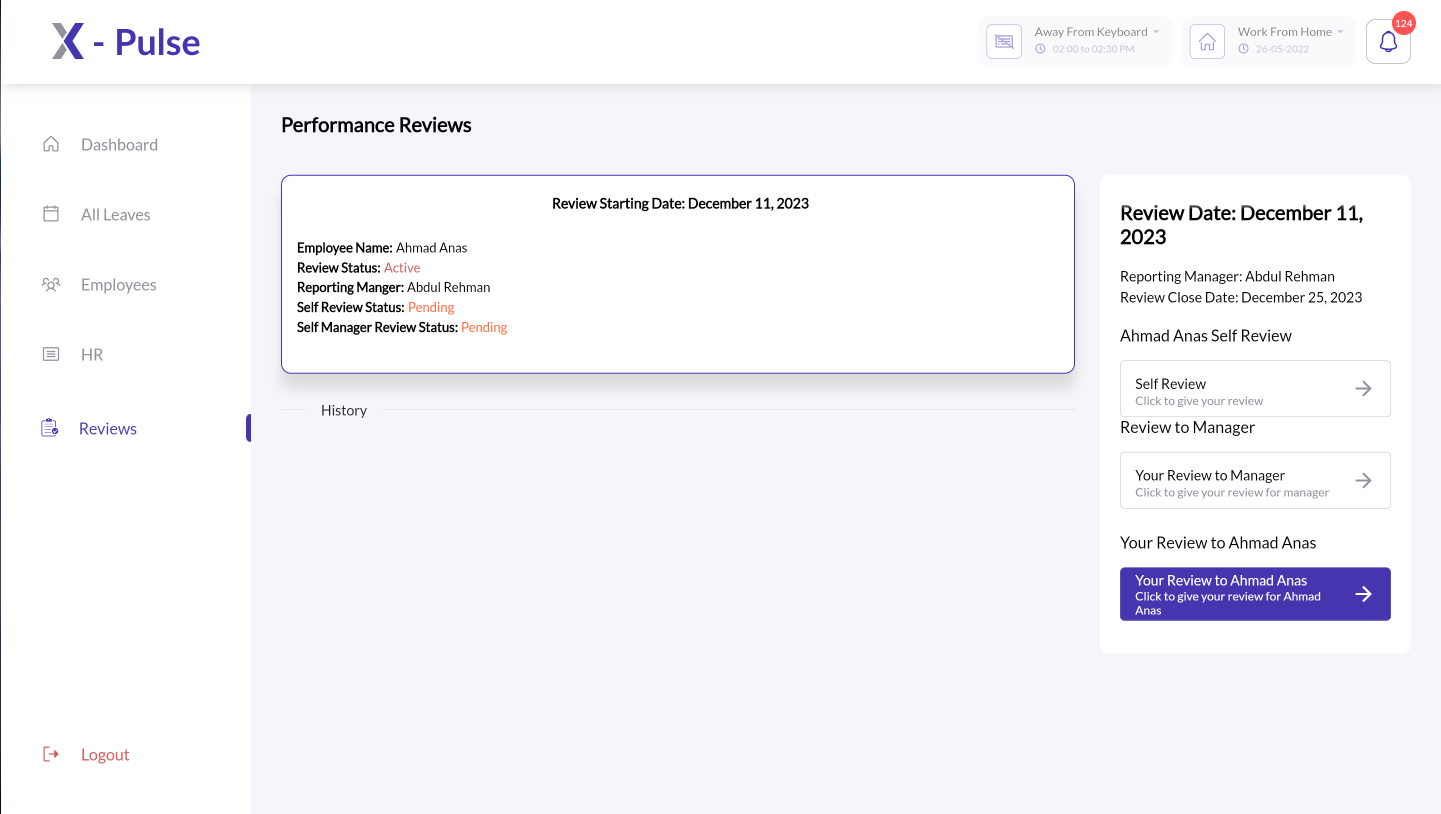 X - Pulse
Away From Keyboard
02:00 to 02:30 PM
Work From Home
26-05-2022
124
Dashboard
All Leaves
Employees
HR
Reviews
Logout
Performance Reviews
Review Starting Date: December 11, 2023
Employee Name: Ahmad Anas
Review Status: Active
Reporting Manger: Abdul Rehman
Self Review Status: Pending
Self Manager Review Status: Pending
History
Review Date: December 11,
2023
Reporting Manager: Abdul Rehman
Review Close Date: December 25, 2023
Ahmad Anas Self Review
Self Review
Click to give your review
Review to Manager
Your Review to Manager
Click to give your review for manager
Your Review to Ahmad Anas
Your Review to Ahmad Anas
Click to give your review for Ahmad
Anas